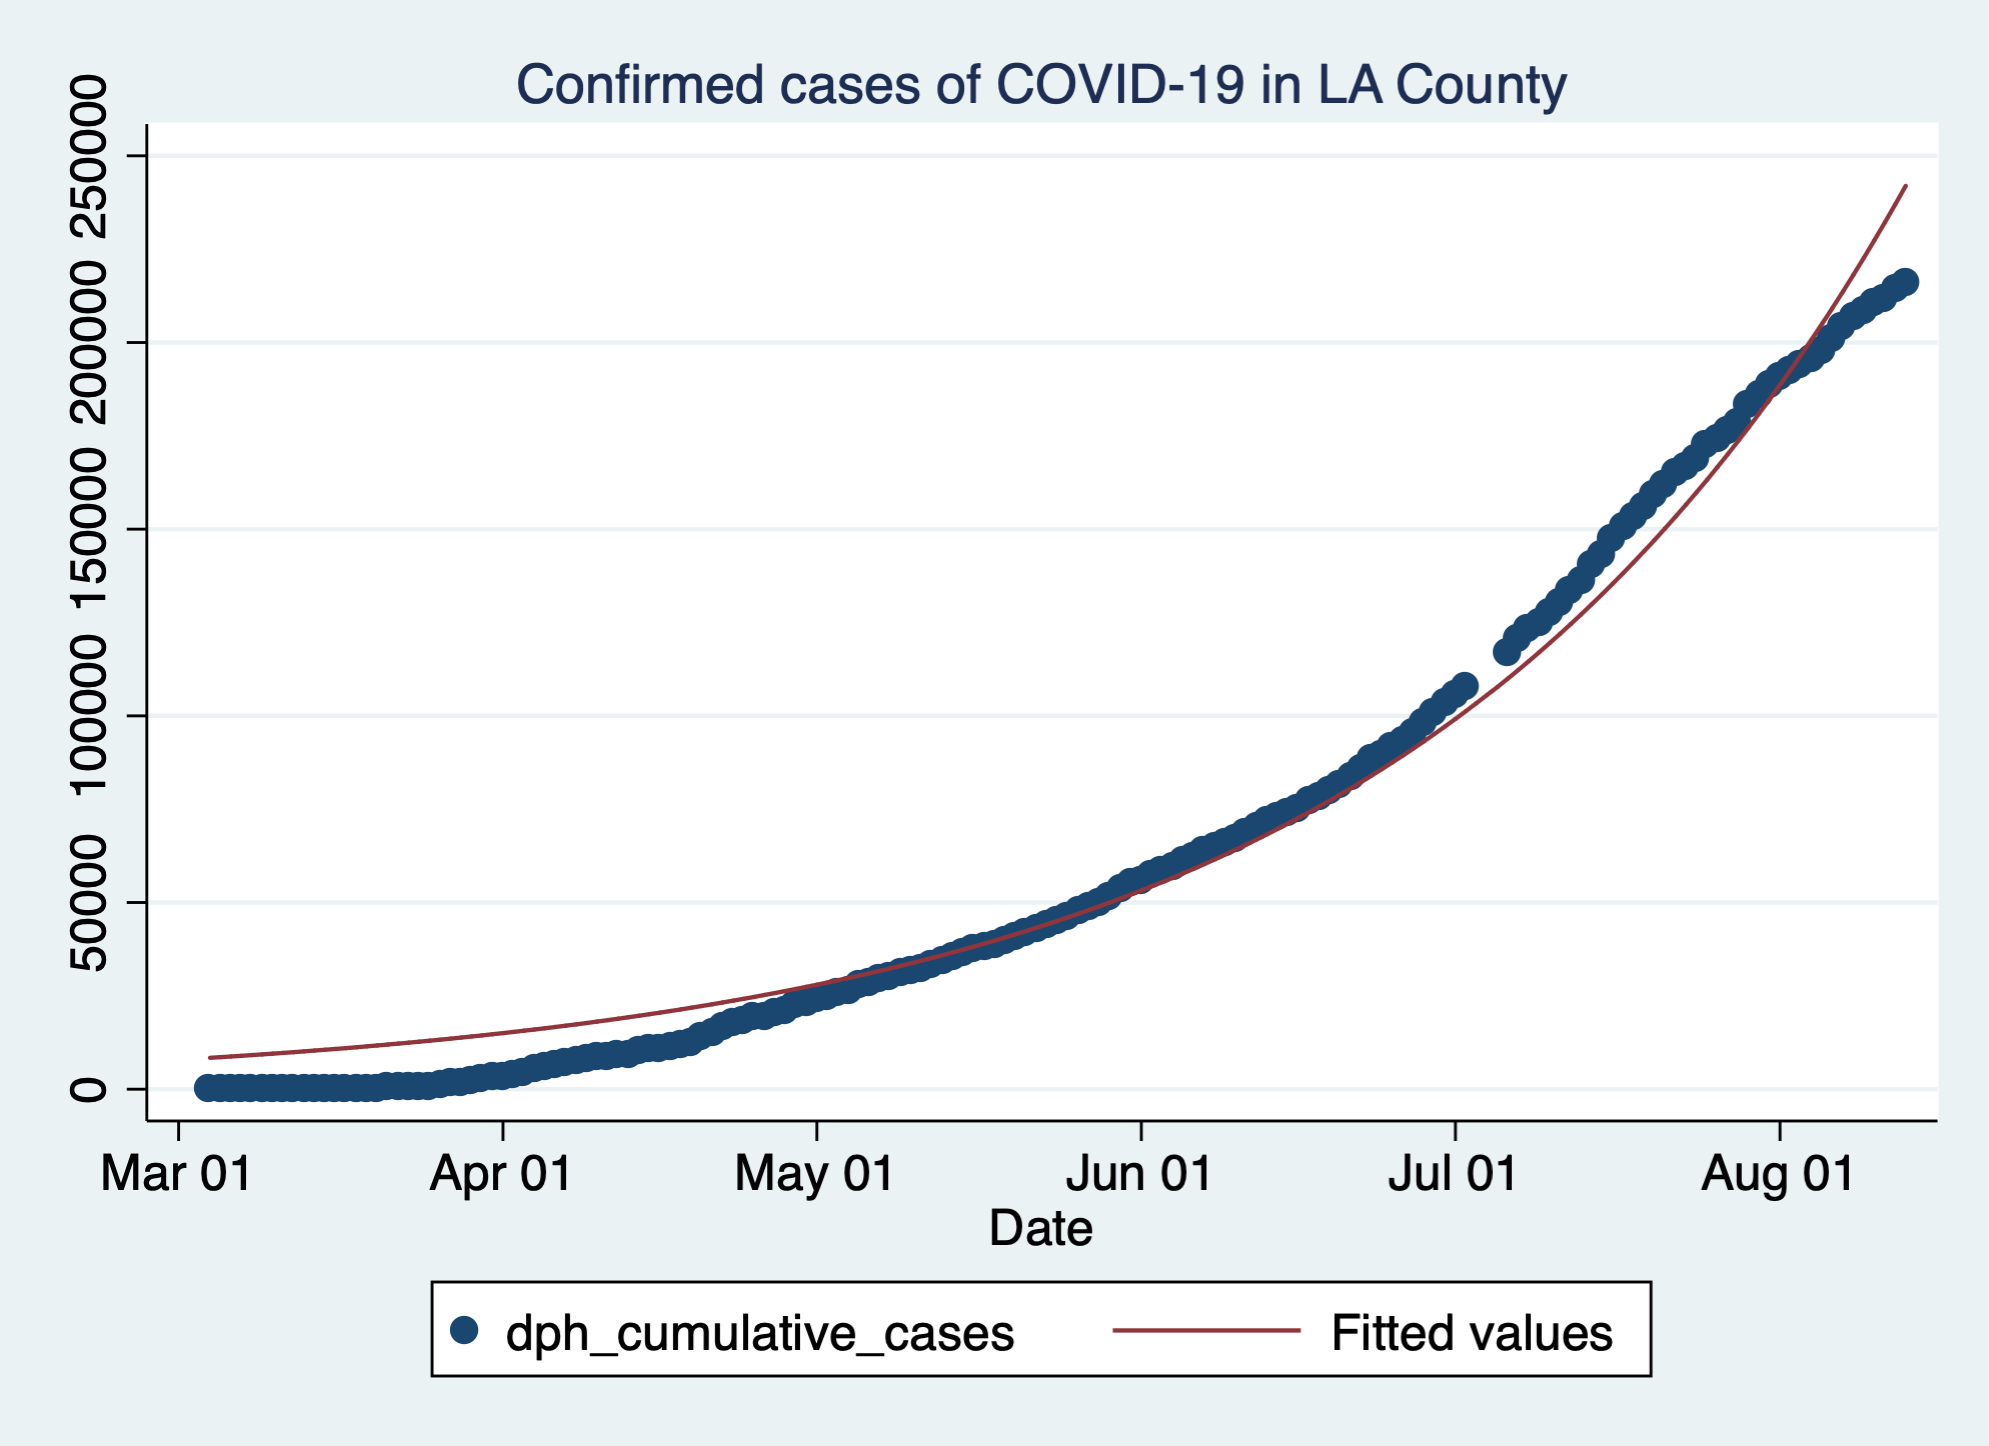 Confirmed cases of COVID-19 in LA County
250000
200000
150000
100000
50000
0
Mar 01 Apr 01 May 01 Jun 01 Jul 01 Aug 01
Date
dph_cumulative_cases Fitted values